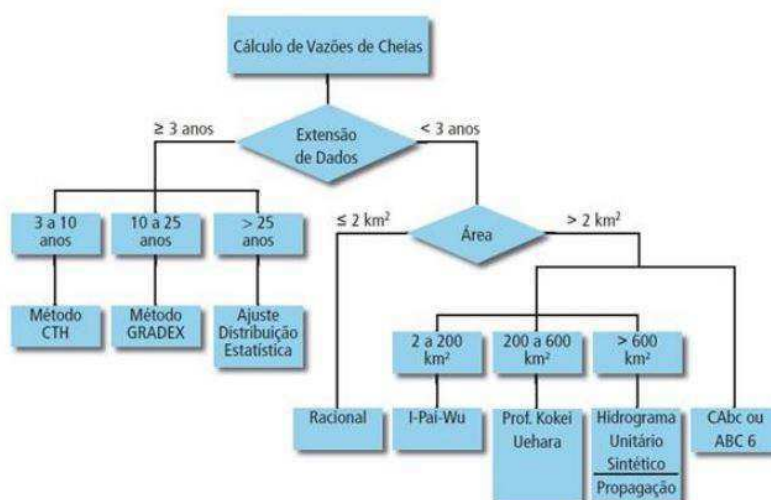 Cálculo de Vazões de Cheias
≥ 3 anos
Extensão
de Dados
< 3 anos
3 a 10
anos
10 a 25
anos
> 25
anos
Método
CTH
Método
GRADEX
Ajuste
Distribuição
Estatística
≤ 2 km²
Área
> 2 km²
2 a 200
km²
200 a 600
km²
> 600
km²
Racional
I-Pai-Wu
Prof. Kokei
Uehara
Hidrograma
Unitário
Sintético
Propagação
CAbc ou
ABC 6